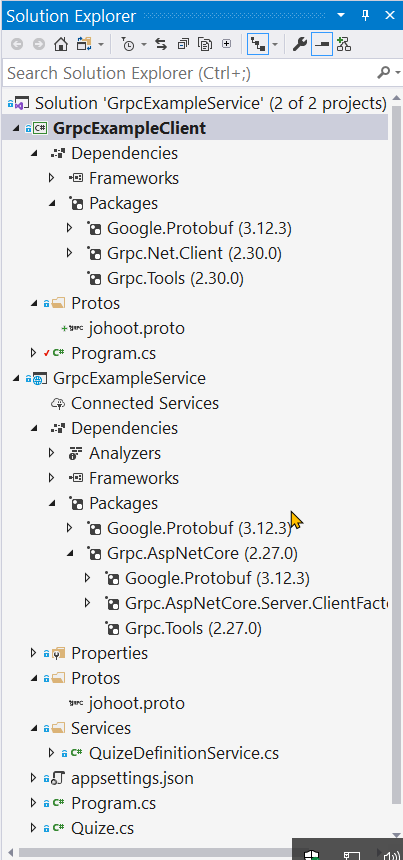 Solution Explorer
Search Solution Explorer (Ctrl+;)
Solution 'GrpcExampleService' (2 of 2 projects)
C# GrpcExampleClient
Dependencies
Frameworks
Packages
Google.Protobuf (3.12.3)
Grpc.Net.Client (2.30.0)
Grpc.Tools (2.30.0)
Protos
johoot.proto
C# Program.cs
GrpcExampleService
Connected Services
Dependencies
Analyzers
Frameworks
Packages
Google.Protobuf (3.12.3)
Grpc.AspNetCore (2.27.0)
Google.Protobuf (3.12.3)
Grpc.AspNetCore.Server.ClientFact
Grpc.Tools (2.27.0)
Properties
Protos
johoot.proto
Services
C# QuizeDefinitionService.cs
appsettings.json
C# Program.cs
C# Quize.cs